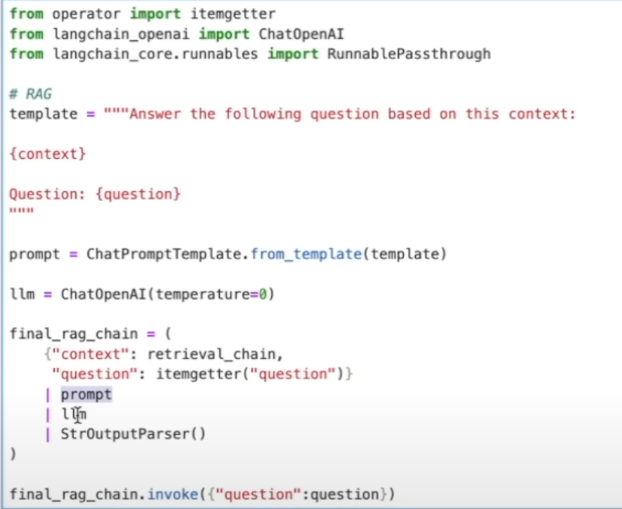 from operator import itemgetter
from langchain_openai import ChatOpenAI
from langchain_core.runnables import RunnablePassthrough

# RAG
template = """Answer the following question based on this context:

{context}

Question: {question}
"""

prompt = ChatPromptTemplate.from_template(template)

llm = ChatOpenAI(temperature=0)

final_rag_chain = (
    {"context": retrieval_chain,
     "question": itemgetter("question")}
    | prompt
    | llm
    | StrOutputParser()
)

final_rag_chain.invoke({"question":question})